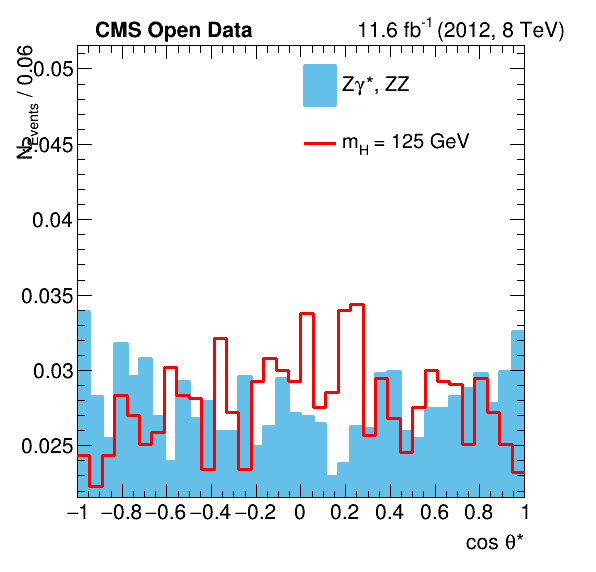 CMS Open Data
11.6 fb⁻¹ (2012, 8 TeV)
N_Events / 0.06
0.05
0.045
0.04
0.035
0.03
0.025
Zγ*, ZZ
m_H = 125 GeV
−1 −0.8 −0.6 −0.4 −0.2 0 0.2 0.4 0.6 0.8 1
cos θ*